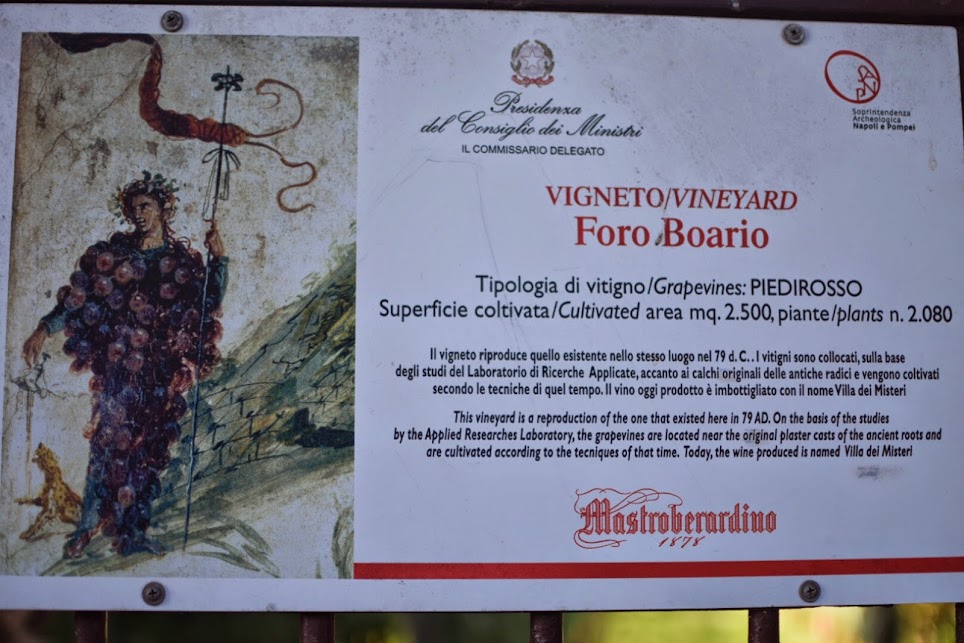 Presidenza
del Consiglio dei Ministri
IL COMMISSARIO DELEGATO
SAPN
Soprintendenza
Archeologica
Napoli e Pompei
VIGNETO/VINEYARD
Foro Boario
Tipologia di vitigno/Grapevines: PIEDIROSSO
Superficie coltivata/Cultivated area mq. 2.500, piante/plants n. 2.080
Il vigneto riproduce quello esistente nello stesso luogo nel 79 d. C.. I vitigni sono collocati, sulla base
degli studi del Laboratorio di Ricerche Applicate, accanto ai calchi originali delle antiche radici e vengono coltivati
secondo le tecniche di quel tempo. Il vino oggi prodotto è imbottigliato con il nome Villa dei Misteri
This vineyard is a reproduction of the one that existed here in 79 AD. On the basis of the studies
by the Applied Researches Laboratory, the grapevines are located near the original plaster casts of the ancient roots and
are cultivated according to the tecniques of that time. Today, the wine produced is named Villa dei Misteri
Mastroberardino
1878